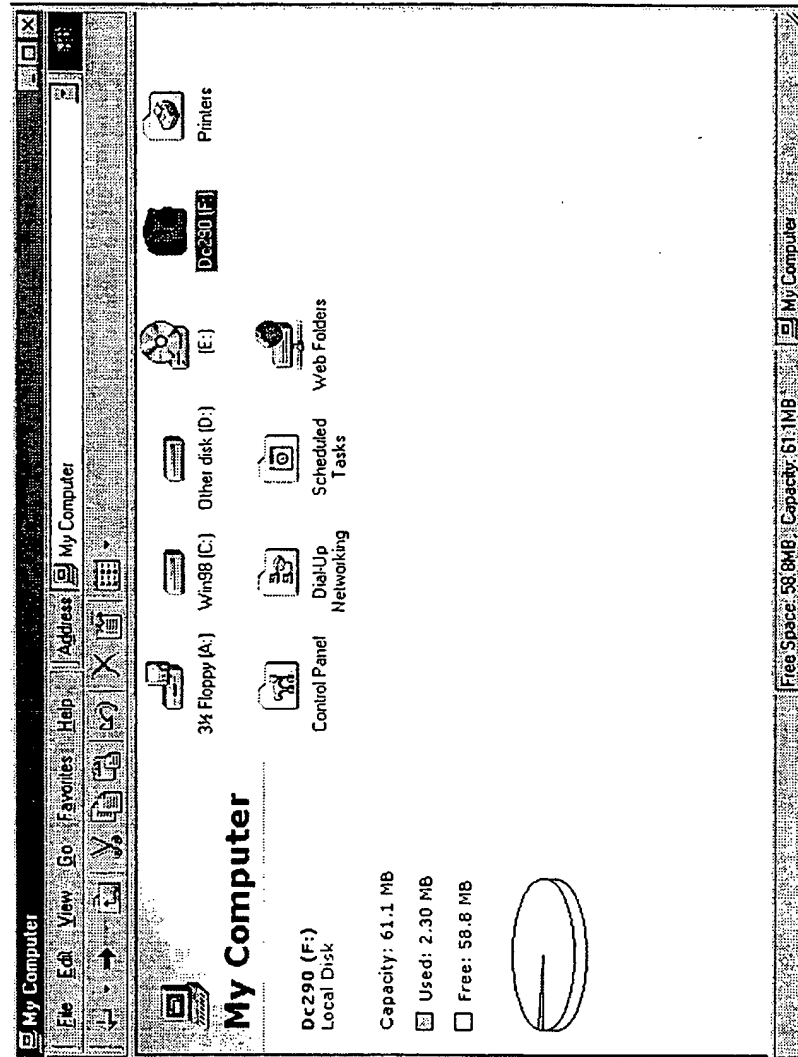 My Computer
File Edit View Go Favorites Help Address My Computer
My Computer
Dc290 (F:)
Local Disk
Capacity: 61.1 MB
Used: 2.30 MB
Free: 58.8 MB
3½ Floppy (A:) Win98 (C:) Other disk (D:) (E:) Dc290 (F:) Printers
Control Panel Dial-Up Networking Scheduled Tasks Web Folders
Free Space: 58.8MB, Capacity: 61.1MB My Computer